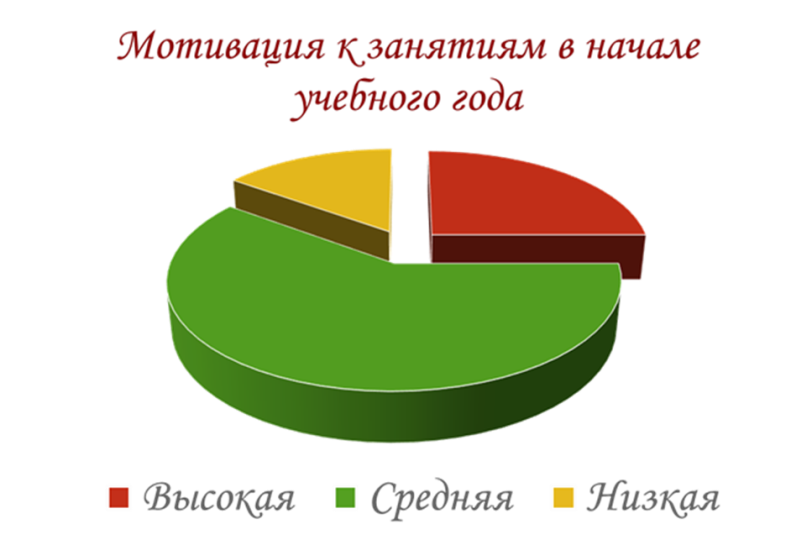 Мотивация к занятиям в начале
учебного года
Высокая Средняя Низкая